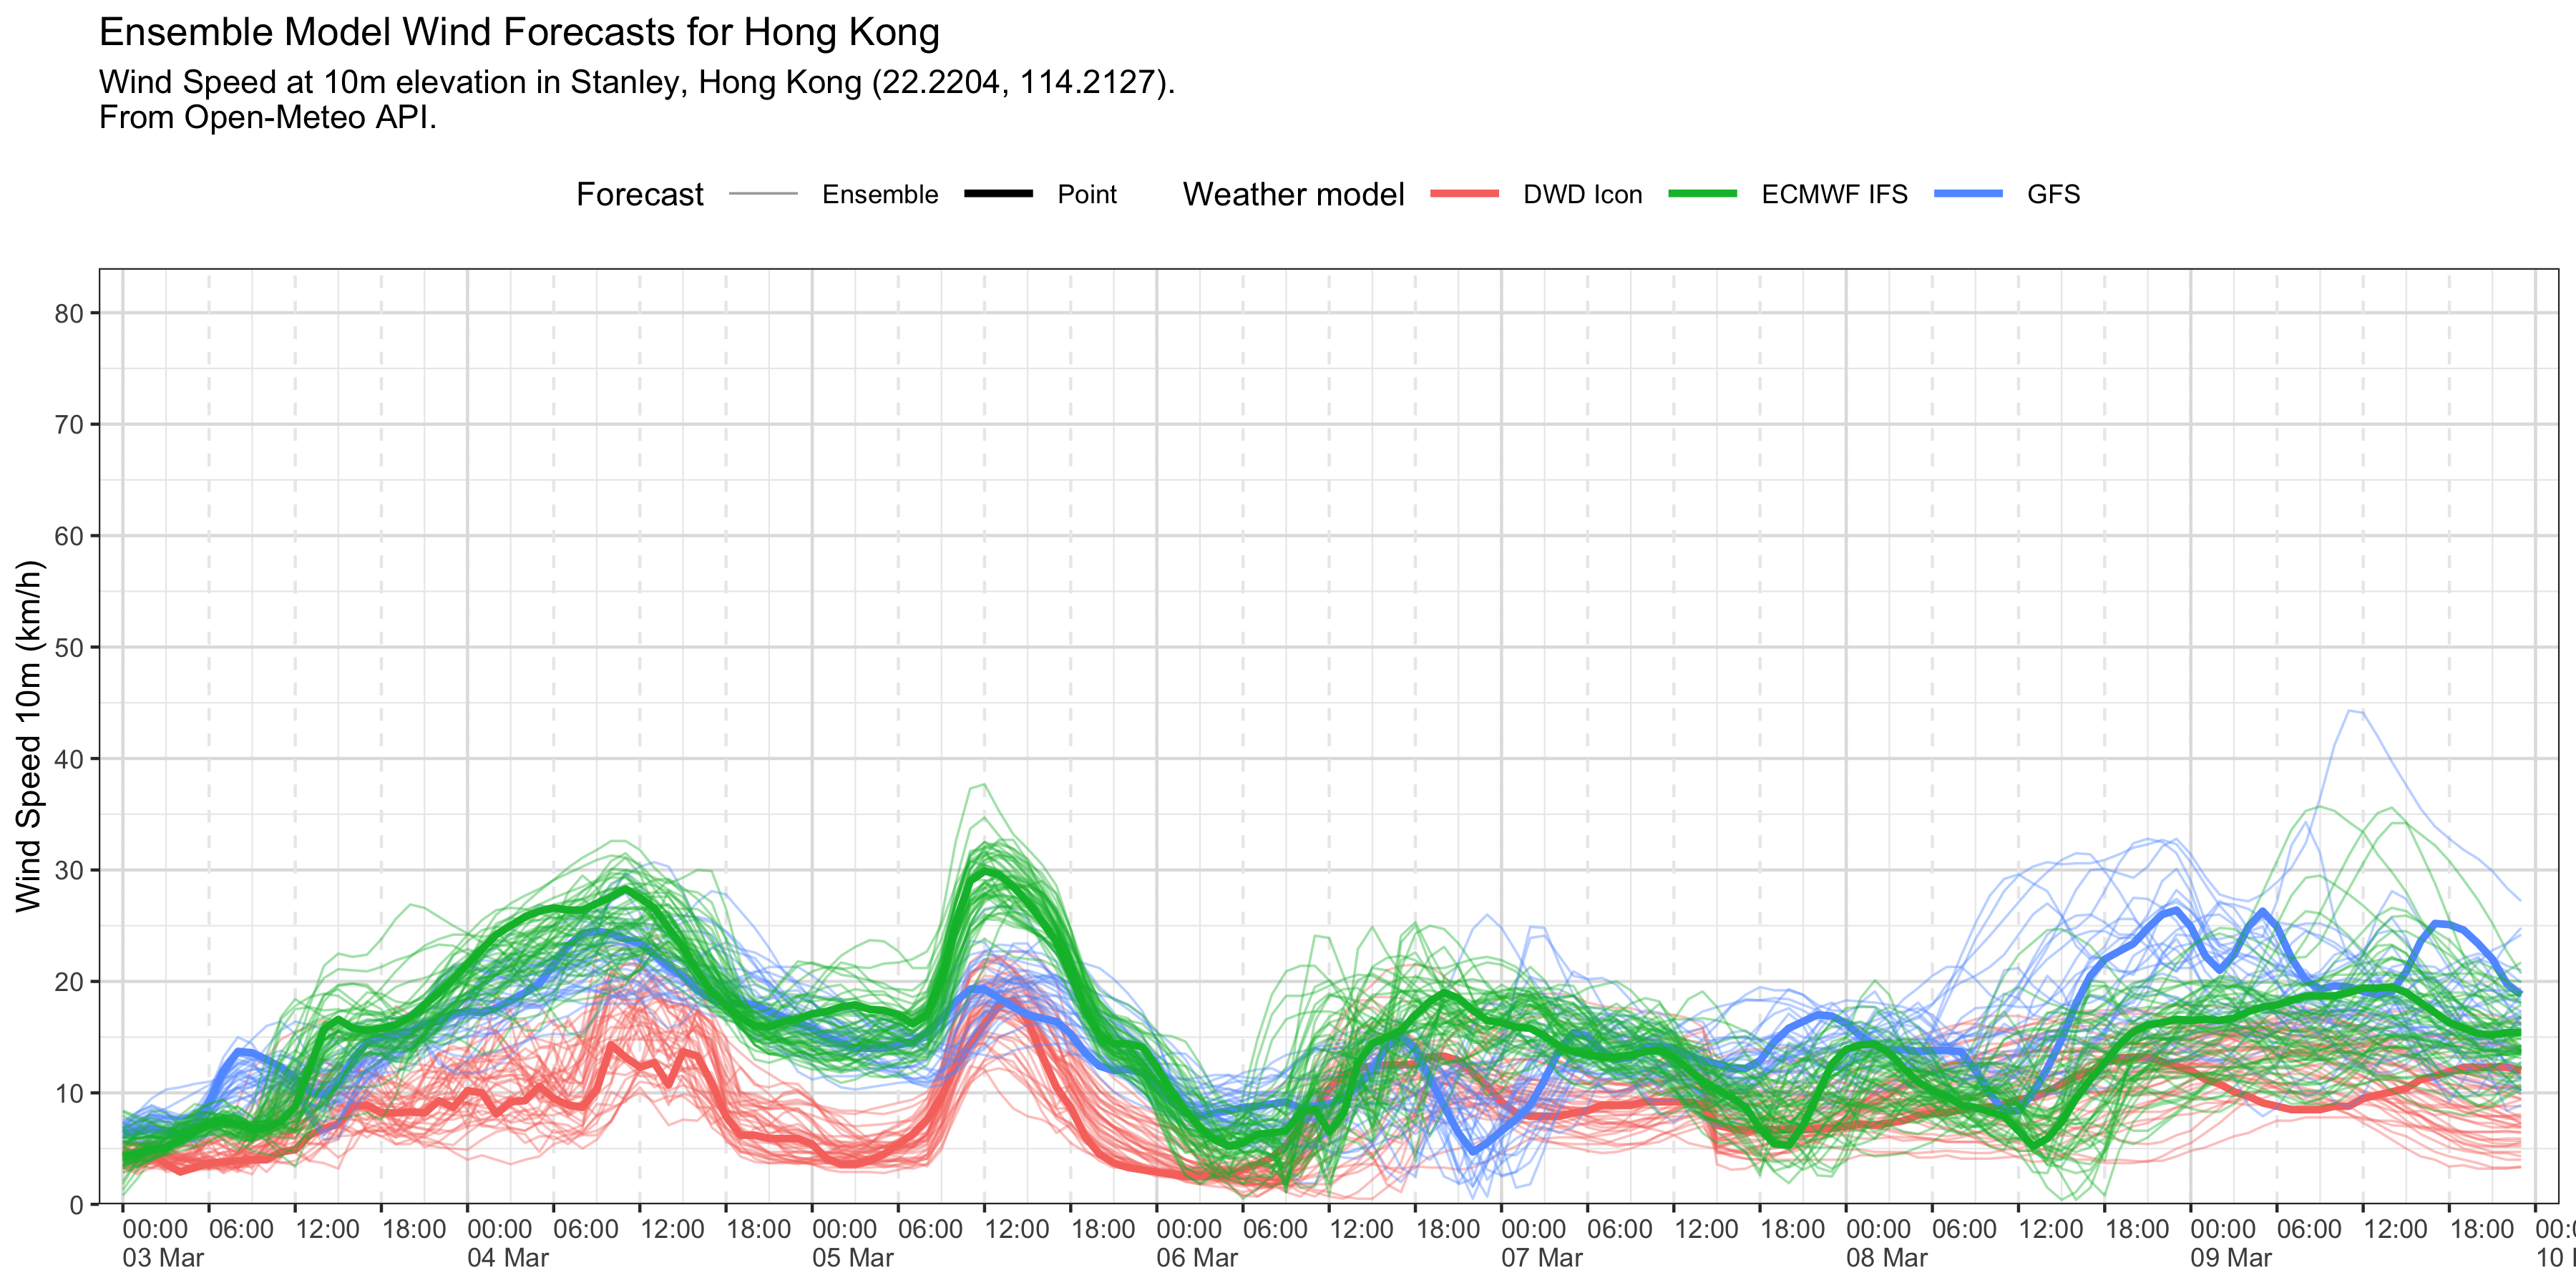 Ensemble Model Wind Forecasts for Hong Kong
Wind Speed at 10m elevation in Stanley, Hong Kong (22.2204, 114.2127).
From Open-Meteo API.
Forecast Ensemble Point Weather model DWD Icon ECMWF IFS GFS
Wind Speed 10m (km/h)
80
70
60
50
40
30
20
10
0
00:00 06:00 12:00 18:00 00:00 06:00 12:00 18:00 00:00 06:00 12:00 18:00 00:00 06:00 12:00 18:00 00:00 06:00 12:00 18:00 00:00 06:00 12:00 18:00 00:00 06:00 12:00 18:00
03 Mar 04 Mar 05 Mar 06 Mar 07 Mar 08 Mar 09 Mar 10